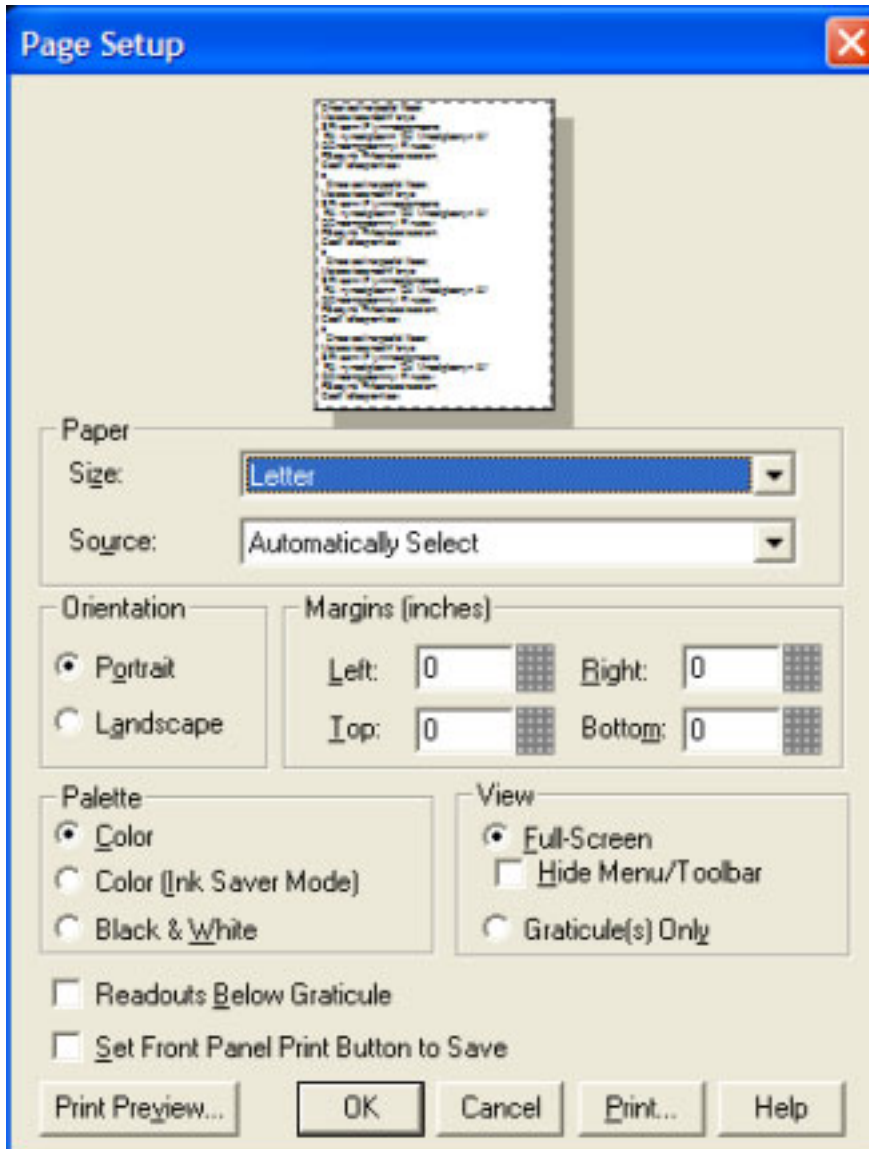 Page Setup
Paper
Size: Letter
Source: Automatically Select
Orientation
Portrait
Landscape
Margins (inches)
Left: 0 Right: 0
Top: 0 Bottom: 0
Palette
Color
Color (Ink Saver Mode)
Black & White
View
Full-Screen
Hide Menu/Toolbar
Graticule(s) Only
Readouts Below Graticule
Set Front Panel Print Button to Save
Print Preview... OK Cancel Print... Help